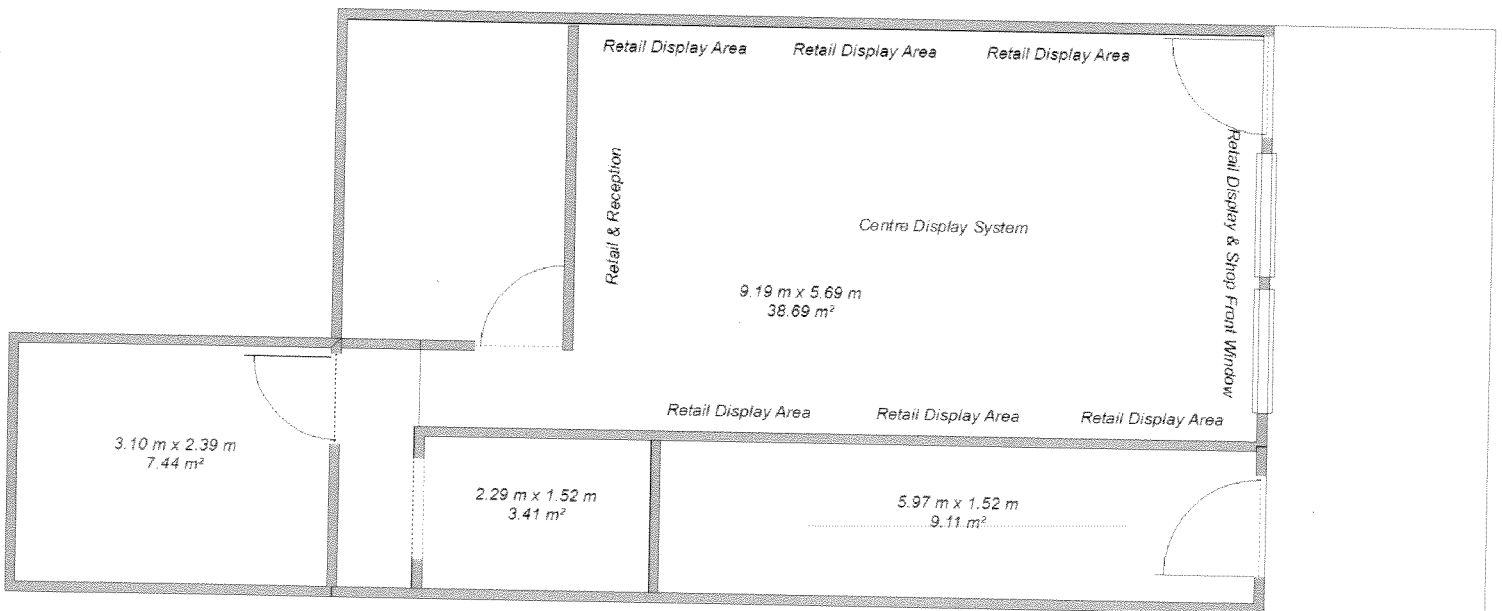 Retail Display Area
Retail Display Area
Retail Display Area
Retail & Reception
Retail Display & Shop Front Window
Centre Display System
9.19 m x 5.69 m
38.69 m²
Retail Display Area
Retail Display Area
Retail Display Area
3.10 m x 2.39 m
7.44 m²
2.29 m x 1.52 m
3.41 m²
5.97 m x 1.52 m
9.11 m²